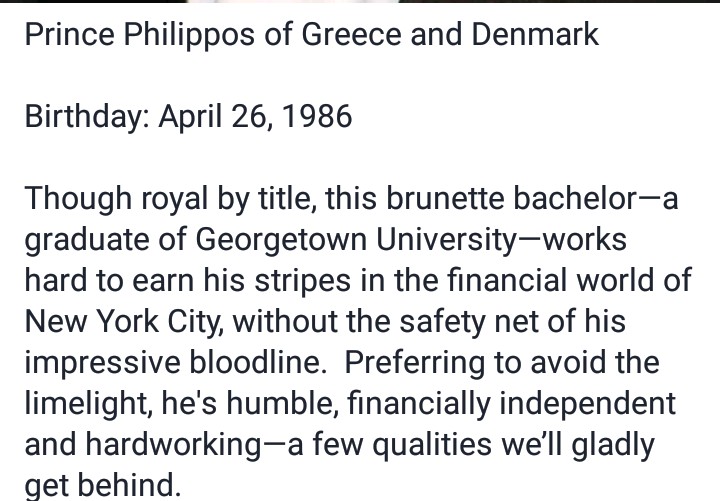 Prince Philippos of Greece and Denmark
Birthday: April 26, 1986
Though royal by title, this brunette bachelor—a
graduate of Georgetown University—works
hard to earn his stripes in the financial world of
New York City, without the safety net of his
impressive bloodline.  Preferring to avoid the
limelight, he's humble, financially independent
and hardworking—a few qualities we’ll gladly
get behind.